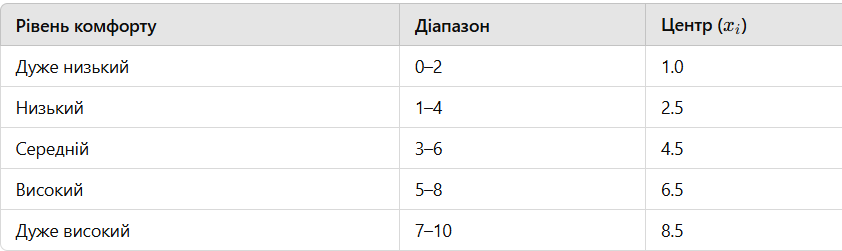 Рівень комфорту Діапазон Центр (xᵢ)
Дуже низький 0–2 1.0
Низький 1–4 2.5
Середній 3–6 4.5
Високий 5–8 6.5
Дуже високий 7–10 8.5